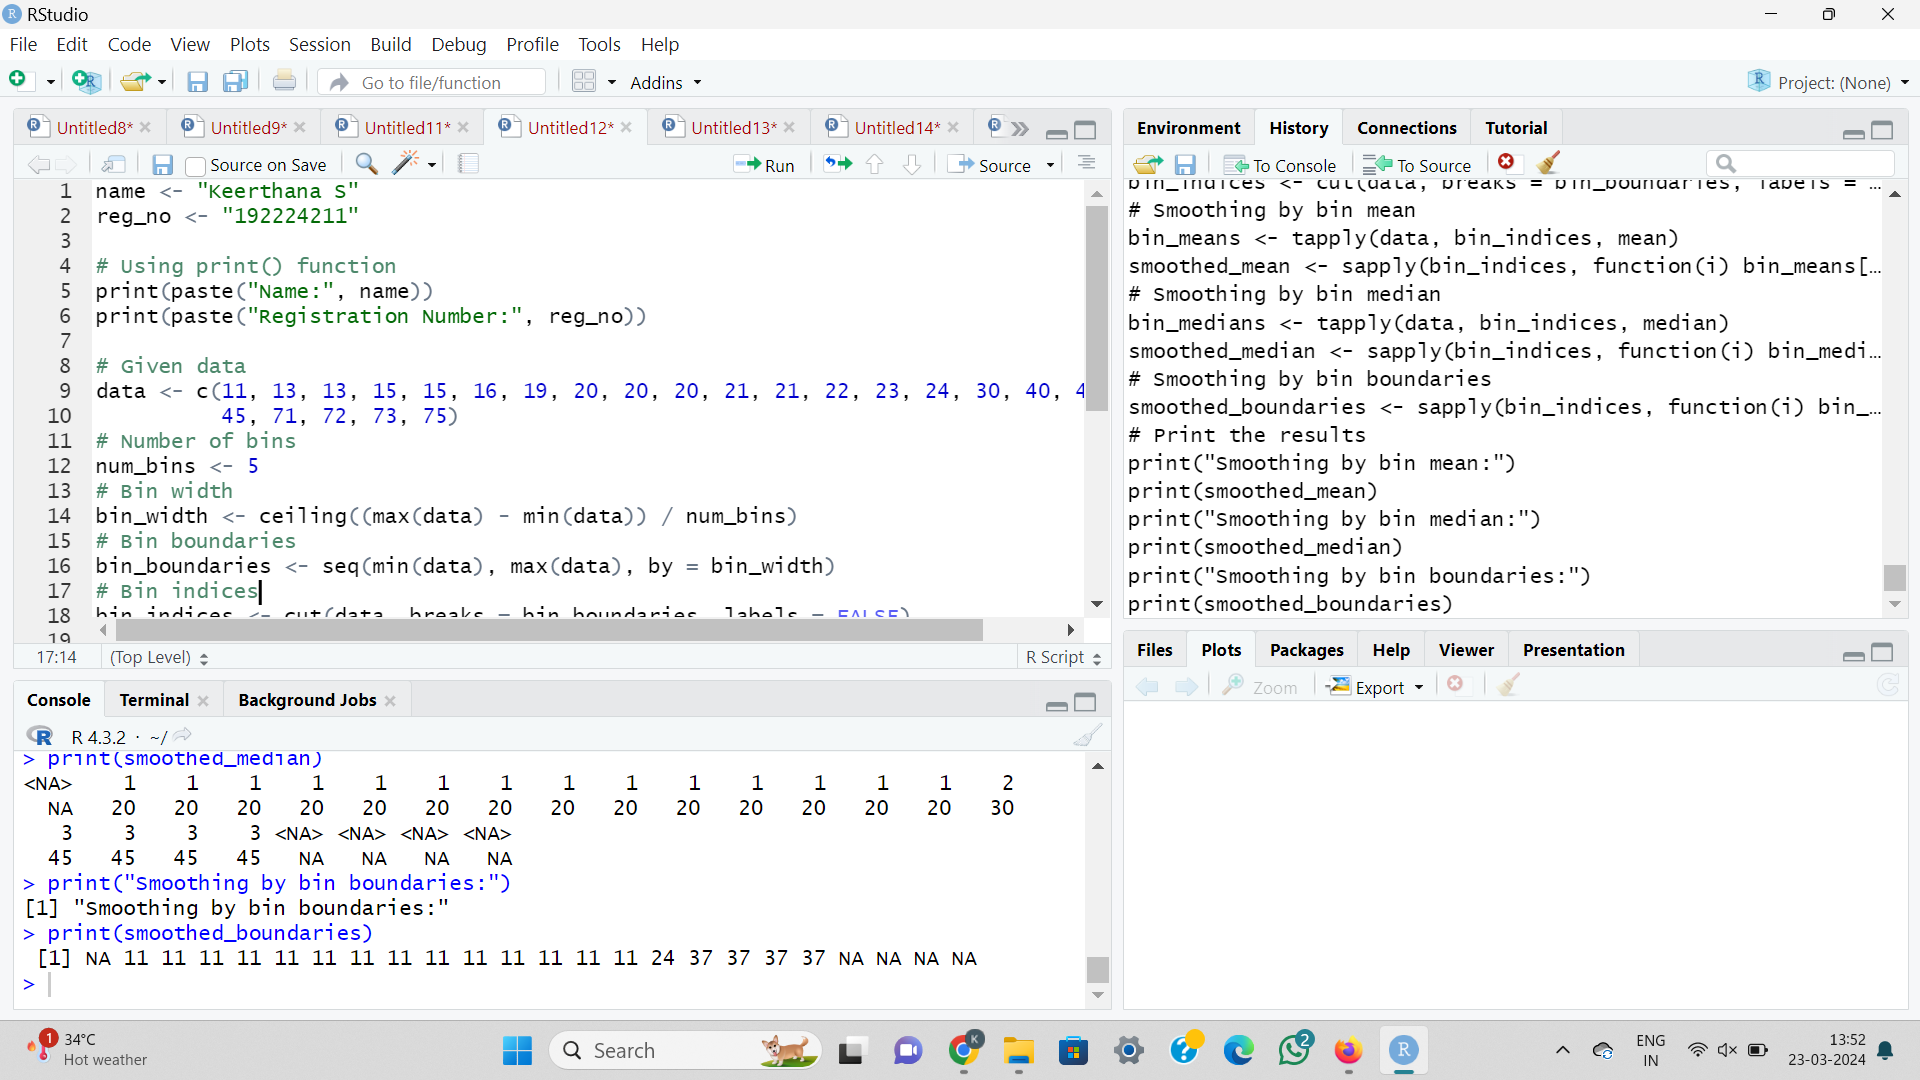 RStudio
File Edit Code View Plots Session Build Debug Profile Tools Help
Go to file/function Addins Project: (None)
Untitled8* Untitled9* Untitled11* Untitled12* Untitled13* Untitled14*
Source on Save Run Source
1 name <- "Keerthana S"
2 reg_no <- "192224211"
3
4 # Using print() function
5 print(paste("Name:", name))
6 print(paste("Registration Number:", reg_no))
7
8 # Given data
9 data <- c(11, 13, 13, 15, 15, 16, 19, 20, 20, 20, 21, 21, 22, 23, 24, 30, 40, 4
10 45, 71, 72, 73, 75)
11 # Number of bins
12 num_bins <- 5
13 # Bin width
14 bin_width <- ceiling((max(data) - min(data)) / num_bins)
15 # Bin boundaries
16 bin_boundaries <- seq(min(data), max(data), by = bin_width)
17 # Bin indices
18 bin_indices <- cut(data, breaks = bin_boundaries, labels = FALSE)
19
17:14 (Top Level) R Script
Console Terminal Background Jobs
R 4.3.2 · ~/
> print(smoothed_median)
<NA> 1 1 1 1 1 1 1 1 1 1 1 1 1 1 2
NA 20 20 20 20 20 20 20 20 20 20 20 20 20 20 30
3 3 3 3 <NA> <NA> <NA> <NA>
45 45 45 45 NA NA NA NA
> print("Smoothing by bin boundaries:")
[1] "Smoothing by bin boundaries:"
> print(smoothed_boundaries)
[1] NA 11 11 11 11 11 11 11 11 11 11 11 11 11 11 24 37 37 37 37 NA NA NA NA
>
Environment History Connections Tutorial
To Console To Source
bin_indices <- cut(data, breaks = bin_boundaries, labels = …
# Smoothing by bin mean
bin_means <- tapply(data, bin_indices, mean)
smoothed_mean <- sapply(bin_indices, function(i) bin_means[…
# Smoothing by bin median
bin_medians <- tapply(data, bin_indices, median)
smoothed_median <- sapply(bin_indices, function(i) bin_medi…
# Smoothing by bin boundaries
smoothed_boundaries <- sapply(bin_indices, function(i) bin_…
# Print the results
print("Smoothing by bin mean:")
print(smoothed_mean)
print("Smoothing by bin median:")
print(smoothed_median)
print("Smoothing by bin boundaries:")
print(smoothed_boundaries)
Files Plots Packages Help Viewer Presentation
Zoom Export
1 34°C
Hot weather
Search
K
2
ENG
IN
13:52
23-03-2024